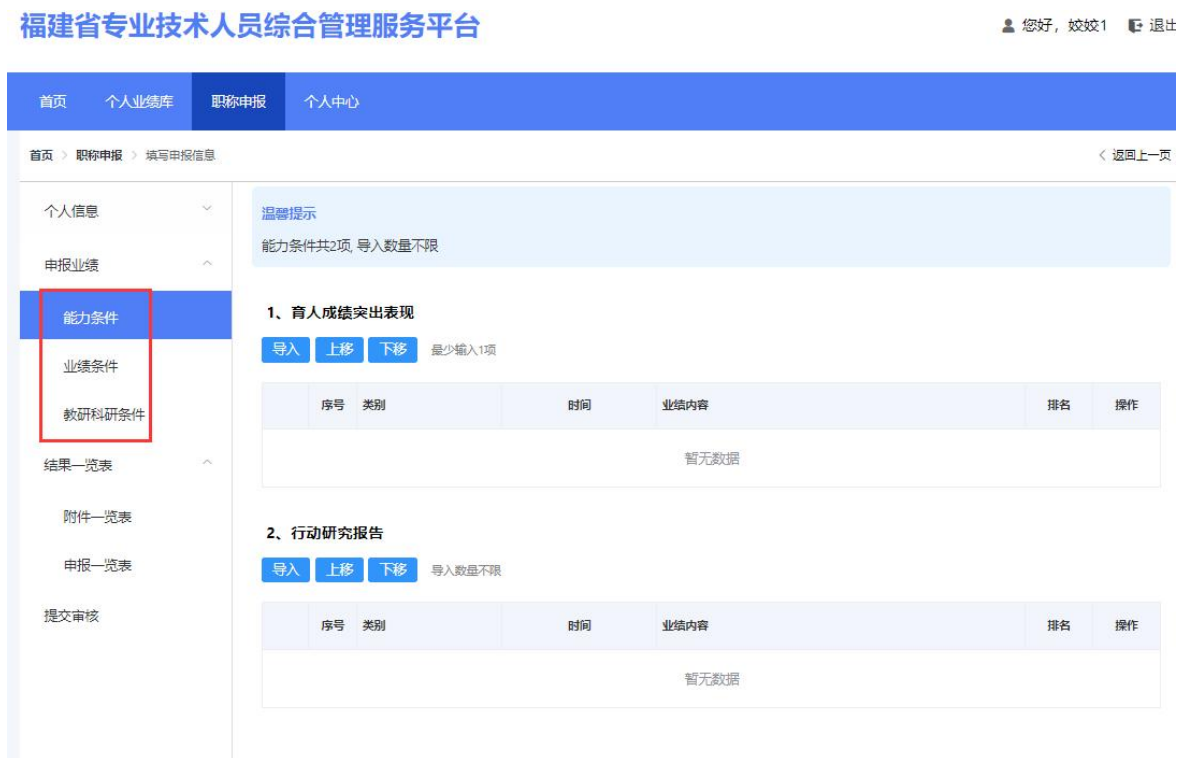 福建省专业技术人员综合管理服务平台
您好，姣姣1 退出
首页 个人业绩库 职称申报 个人中心
首页 > 职称申报 > 填写申报信息
< 返回上一页
个人信息
申报业绩
能力条件
业绩条件
教研科研条件
结果一览表
附件一览表
申报一览表
提交审核
温馨提示
能力条件共2项, 导入数量不限
1、育人成绩突出表现
导入 上移 下移 最少输入1项
序号 类别 时间 业绩内容 排名 操作
暂无数据
2、行动研究报告
导入 上移 下移 导入数量不限
序号 类别 时间 业绩内容 排名 操作
暂无数据